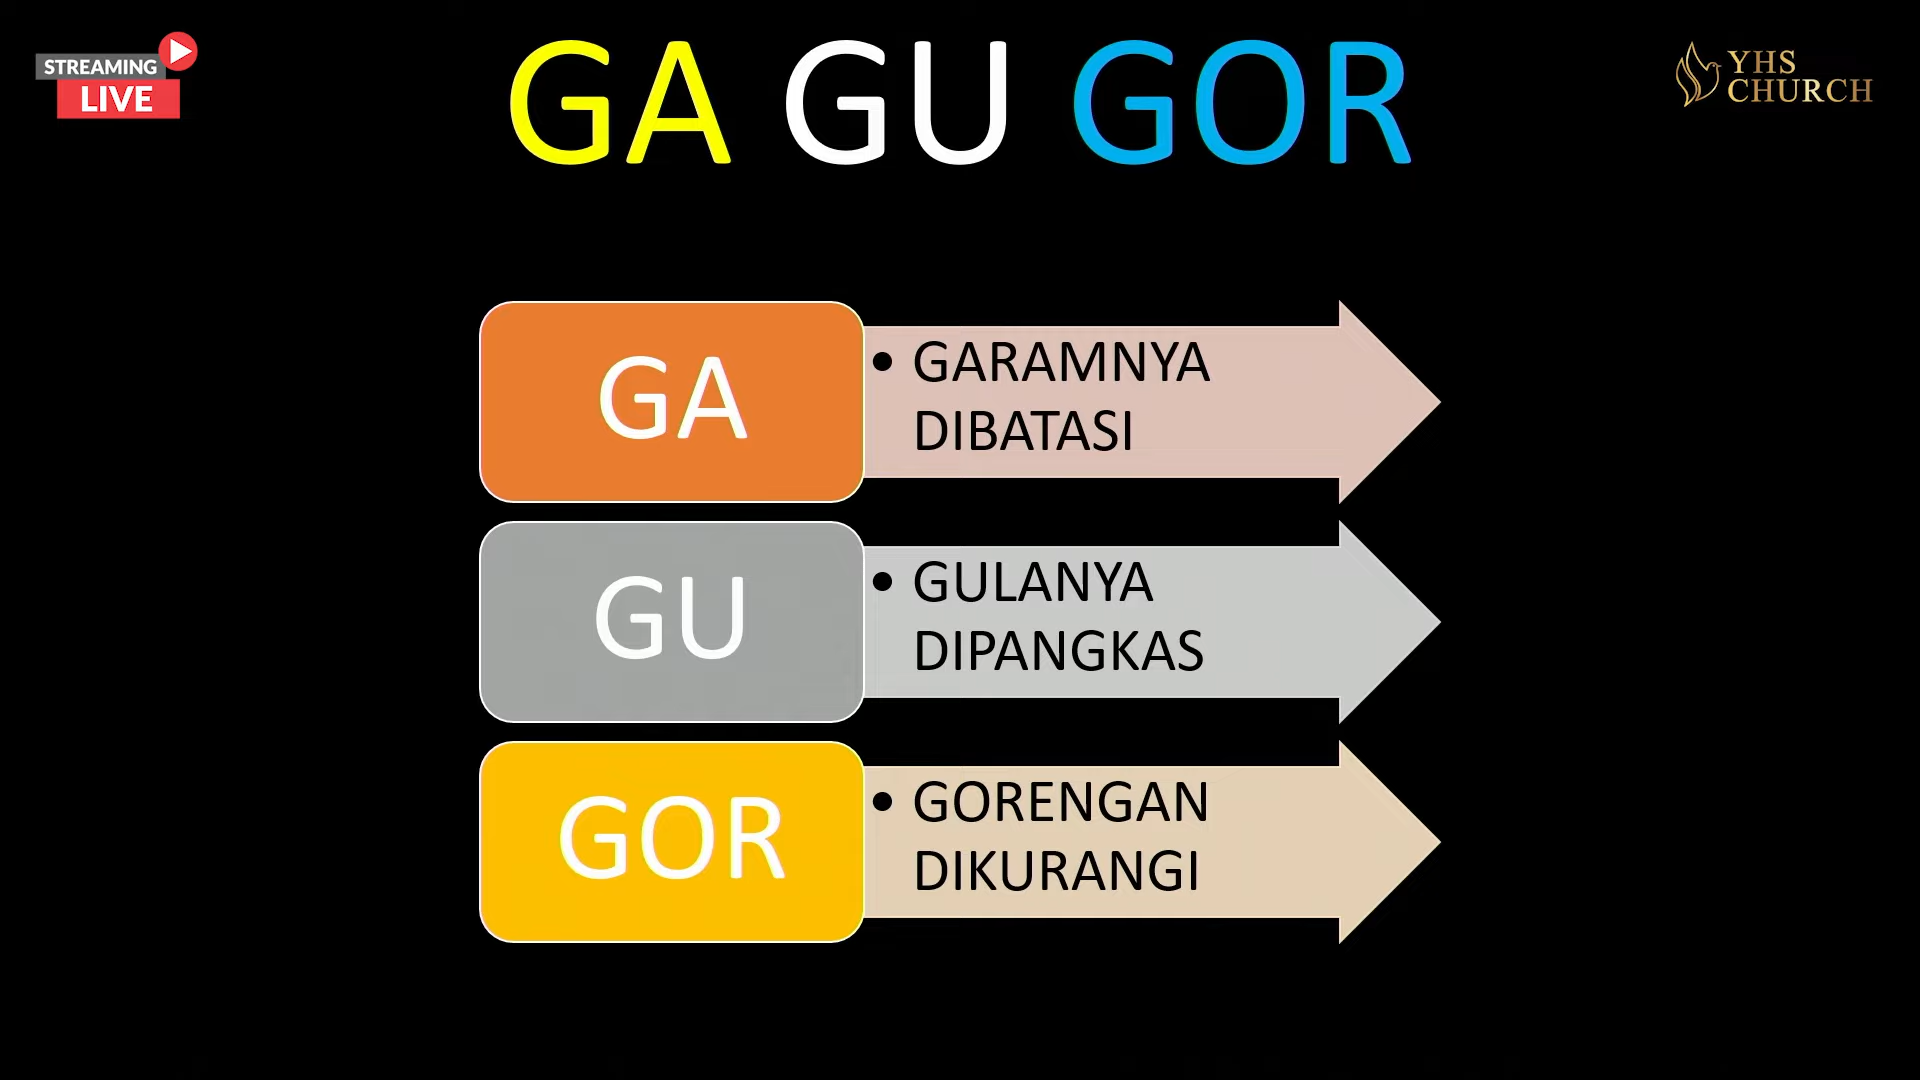 STREAMING
LIVE
GA GU GOR
YHS
CHURCH
GA
• GARAMNYA
DIBATASI
GU
• GULANYA
DIPANGKAS
GOR
• GORENGAN
DIKURANGI